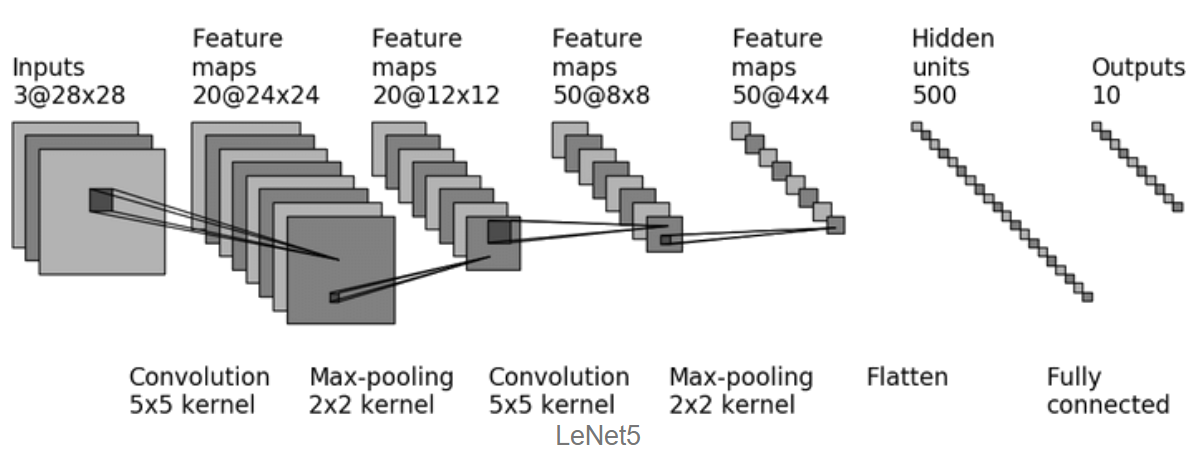 Inputs
3@28x28
Feature
maps
20@24x24
Feature
maps
20@12x12
Feature
maps
50@8x8
Feature
maps
50@4x4
Hidden
units
500
Outputs
10
Convolution
5x5 kernel
Max-pooling
2x2 kernel
Convolution
5x5 kernel
Max-pooling
2x2 kernel
Flatten
Fully
connected
LeNet5